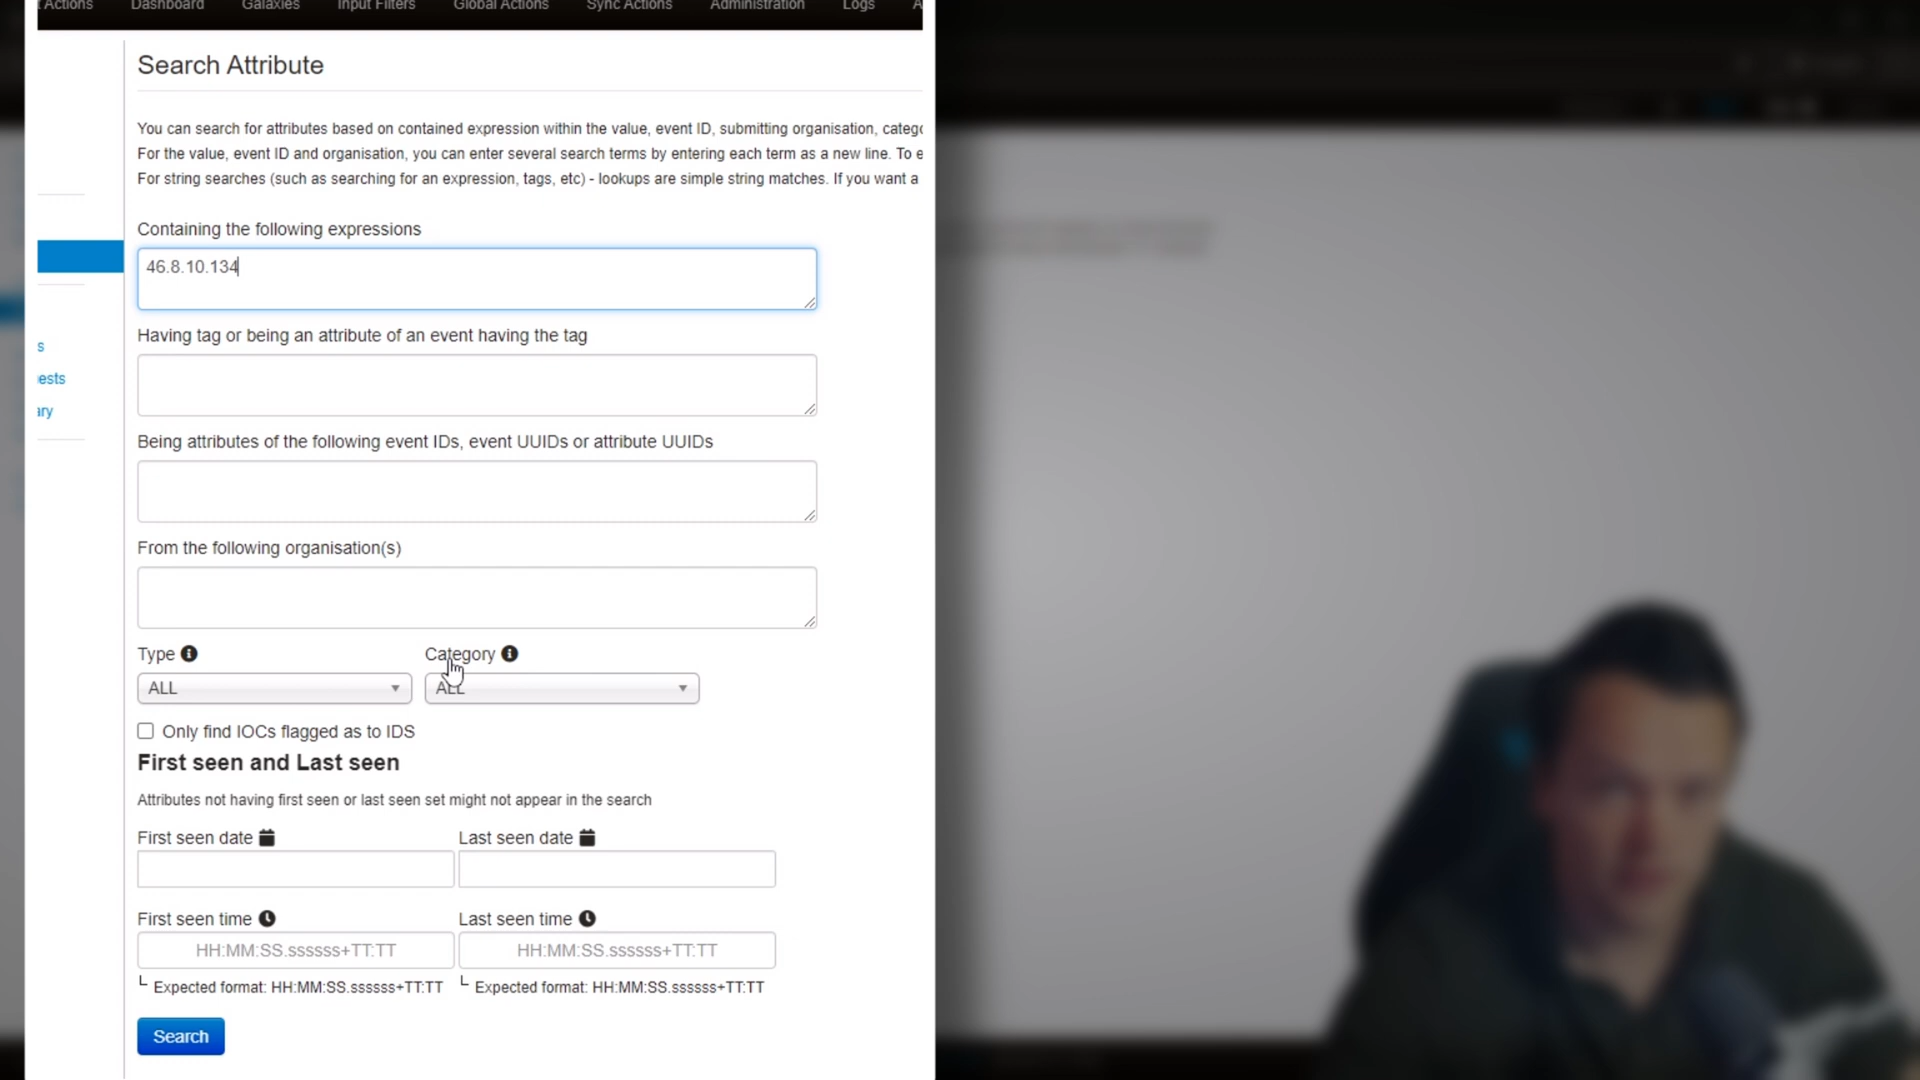 Actions Dashboard Galaxies Input Filters Global Actions Sync Actions Administration Logs A
Search Attribute
You can search for attributes based on contained expression within the value, event ID, submitting organisation, catego
For the value, event ID and organisation, you can enter several search terms by entering each term as a new line. To e
For string searches (such as searching for an expression, tags, etc) - lookups are simple string matches. If you want a
Containing the following expressions
46.8.10.134
Having tag or being an attribute of an event having the tag
s
ests
ary
Being attributes of the following event IDs, event UUIDs or attribute UUIDs
From the following organisation(s)
Type Category
ALL ALL
Only find IOCs flagged as to IDS
First seen and Last seen
Attributes not having first seen or last seen set might not appear in the search
First seen date Last seen date
First seen time Last seen time
HH:MM:SS.ssssss+TT:TT HH:MM:SS.ssssss+TT:TT
Expected format: HH:MM:SS.ssssss+TT:TT Expected format: HH:MM:SS.ssssss+TT:TT
Search